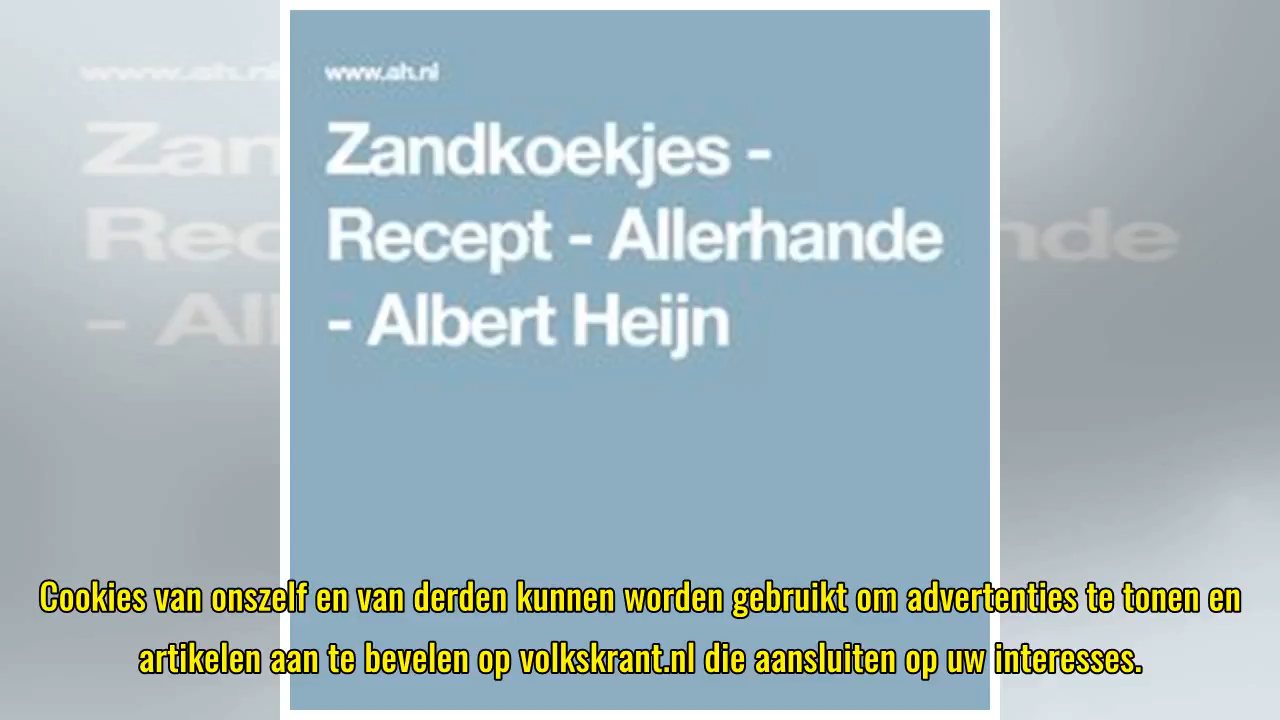 www.ah.nl
Zandkoekjes -
Recept - Allerhande
- Albert Heijn
Cookies van onszelf en van derden kunnen worden gebruikt om advertenties te tonen en
artikelen aan te bevelen op volkskrant.nl die aansluiten op uw interesses.